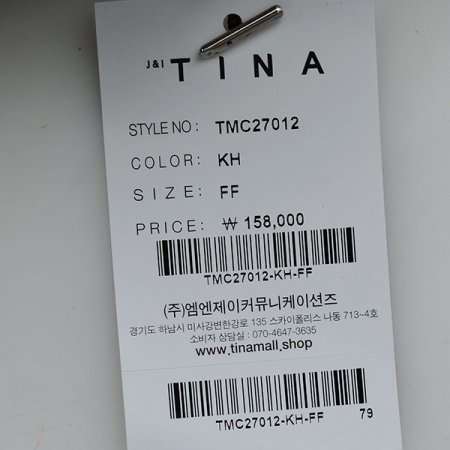 J&I TINA
STYLE NO : TMC27012
COLOR : KH
SIZE : FF
PRICE : ₩ 158,000
TMC27012-KH-FF
(주)엠엔제이커뮤니케이션즈
경기도 하남시 미사강변한강로 135 스카이폴리스 나동 713-4호
소비자 상담실 : 070-4647-3635
www.tinamall.shop
TMC27012-KH-FF 79